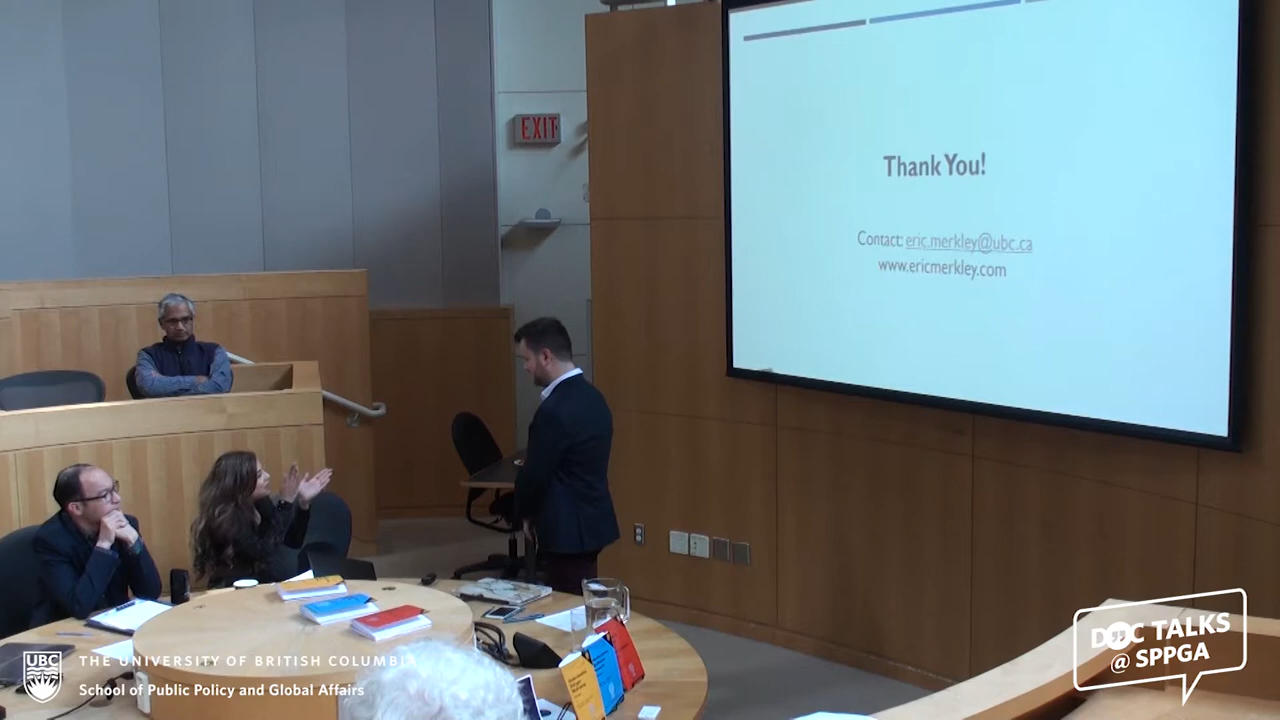 EXIT
Thank You!
Contact: eric.merkley@ubc.ca
www.ericmerkley.com
UBC
THE UNIVERSITY OF BRITISH COLUMBIA
School of Public Policy and Global Affairs
DOC TALKS
@ SPPGA